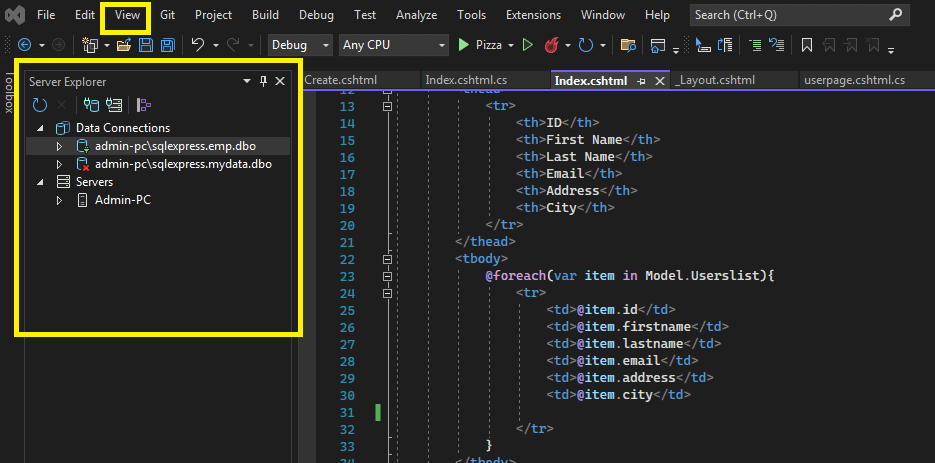 File Edit View Git Project Build Debug Test Analyze Tools Extensions Window Help Search (Ctrl+Q)
Debug Any CPU Pizza
Toolbox
Server Explorer
Data Connections
admin-pc\sqlexpress.emp.dbo
admin-pc\sqlexpress.mydata.dbo
Servers
Admin-PC
Create.cshtml Index.cshtml.cs Index.cshtml _Layout.cshtml userpage.cshtml.cs
12 <thead>
13 <tr>
14 <th>ID</th>
15 <th>First Name</th>
16 <th>Last Name</th>
17 <th>Email</th>
18 <th>Address</th>
19 <th>City</th>
20 </tr>
21 </thead>
22 <tbody>
23 @foreach(var item in Model.Userslist){
24 <tr>
25 <td>@item.id</td>
26 <td>@item.firstname</td>
27 <td>@item.lastname</td>
28 <td>@item.email</td>
29 <td>@item.address</td>
30 <td>@item.city</td>
31
32 </tr>
33 }
34 </tbody>